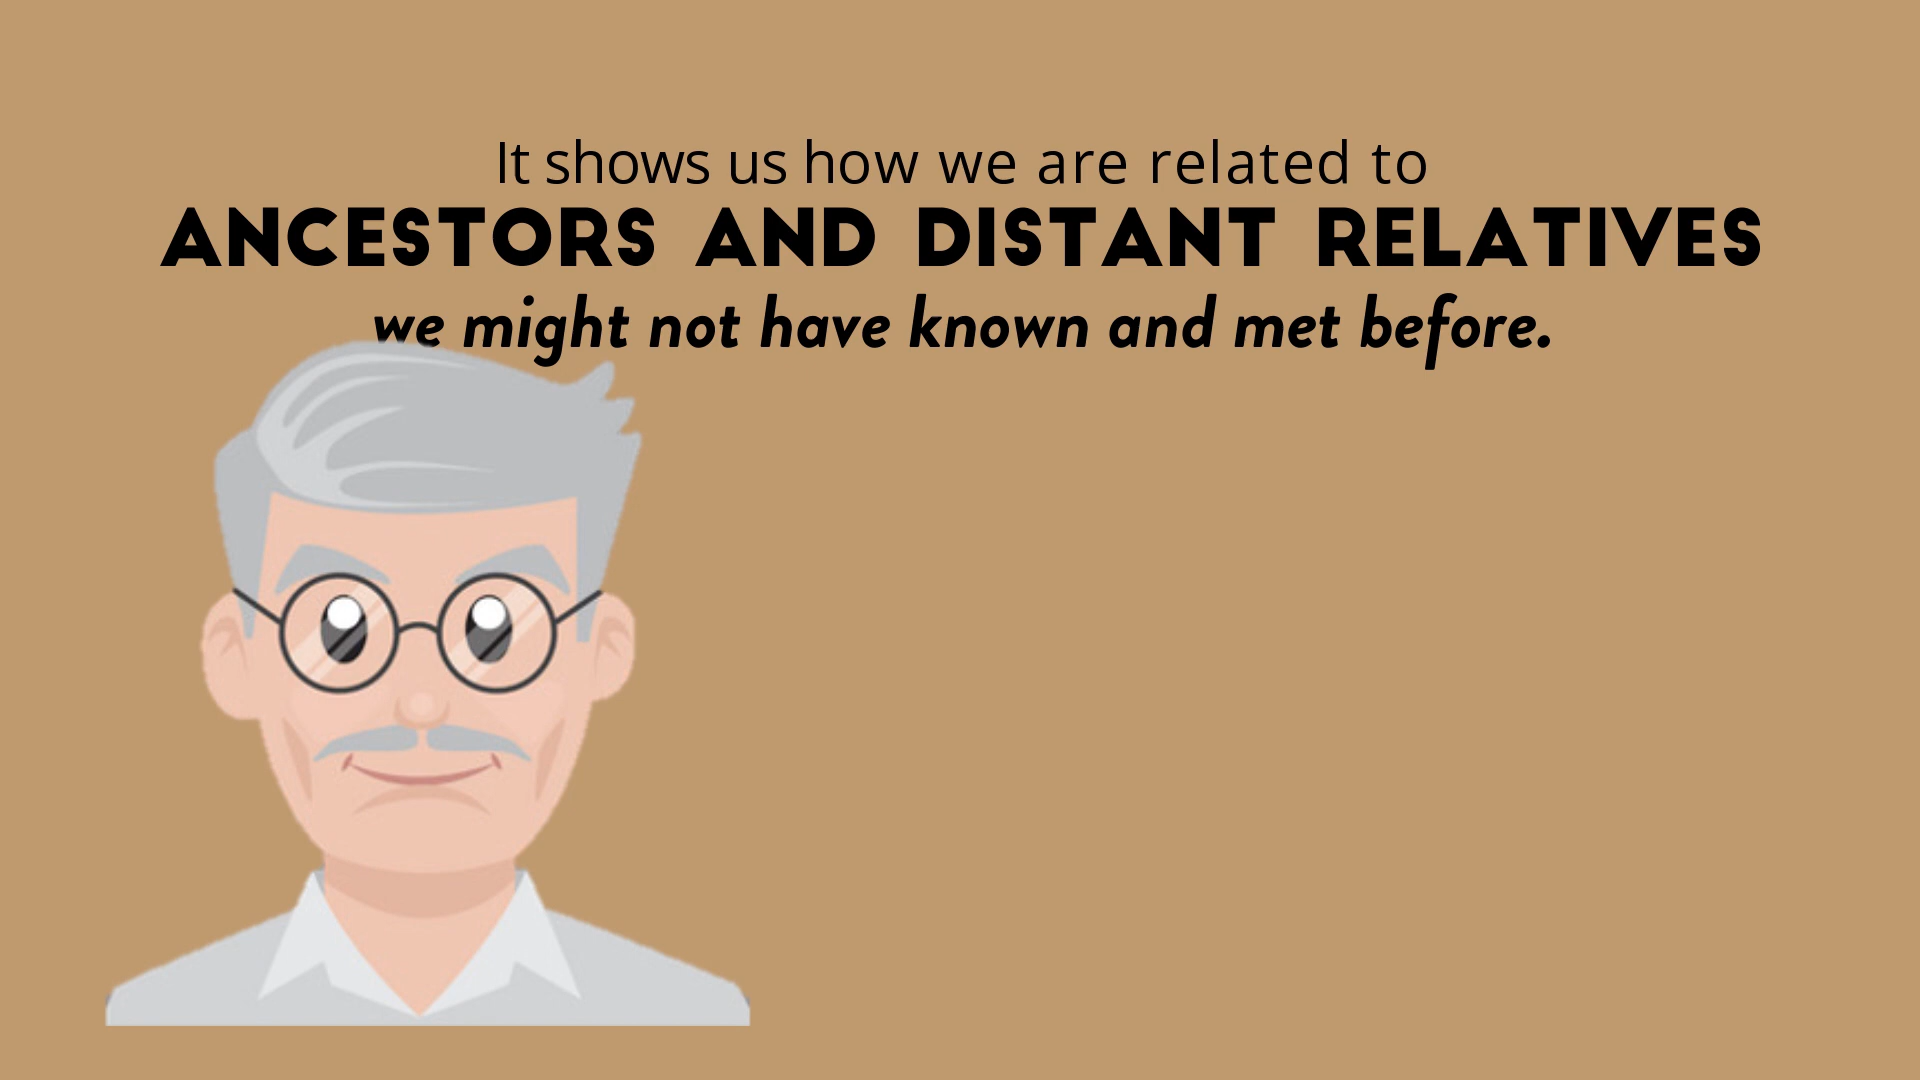 It shows us how we are related to
ANCESTORS AND DISTANT RELATIVES
we might not have known and met before.